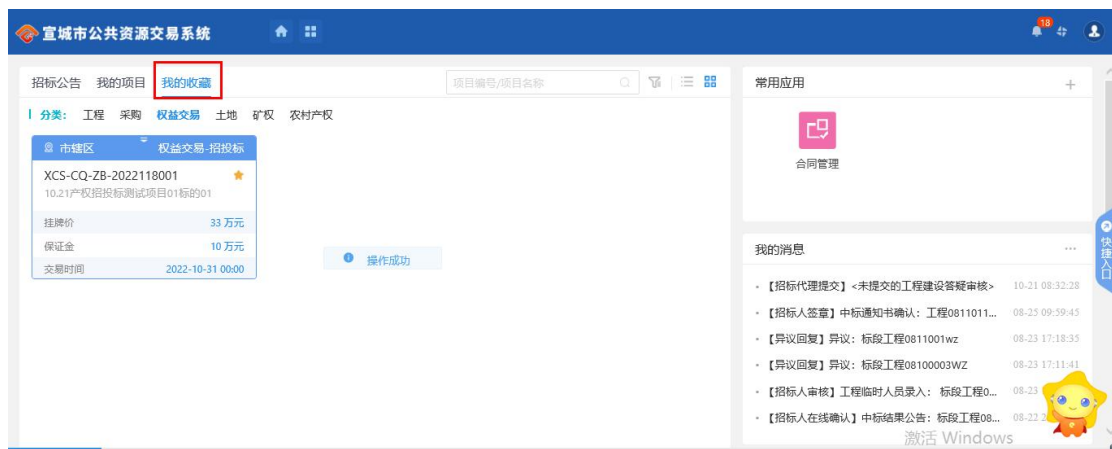 宣城市公共资源交易系统
18
招标公告 我的项目 我的收藏
项目编号/项目名称
分类： 工程 采购 权益交易 土地 矿权 农村产权
市辖区 权益交易-招投标
XCS-CQ-ZB-2022118001
10.21产权招投标测试项目01标的01
挂牌价 33 万元
保证金 10 万元
交易时间 2022-10-31 00:00
操作成功
常用应用
合同管理
快捷入口
我的消息
【招标代理提交】<未提交的工程建设答疑审核> 10-21 08:32:28
【招标人签章】中标通知书确认：工程0811011... 08-25 09:59:45
【异议回复】异议：标段工程0811001wz 08-23 17:18:35
【异议回复】异议：标段工程08100003WZ 08-23 17:11:41
【招标人审核】工程临时人员录入： 标段工程0... 08-23
【招标人在线确认】中标结果公告：标段工程08... 08-22
激活 Windows